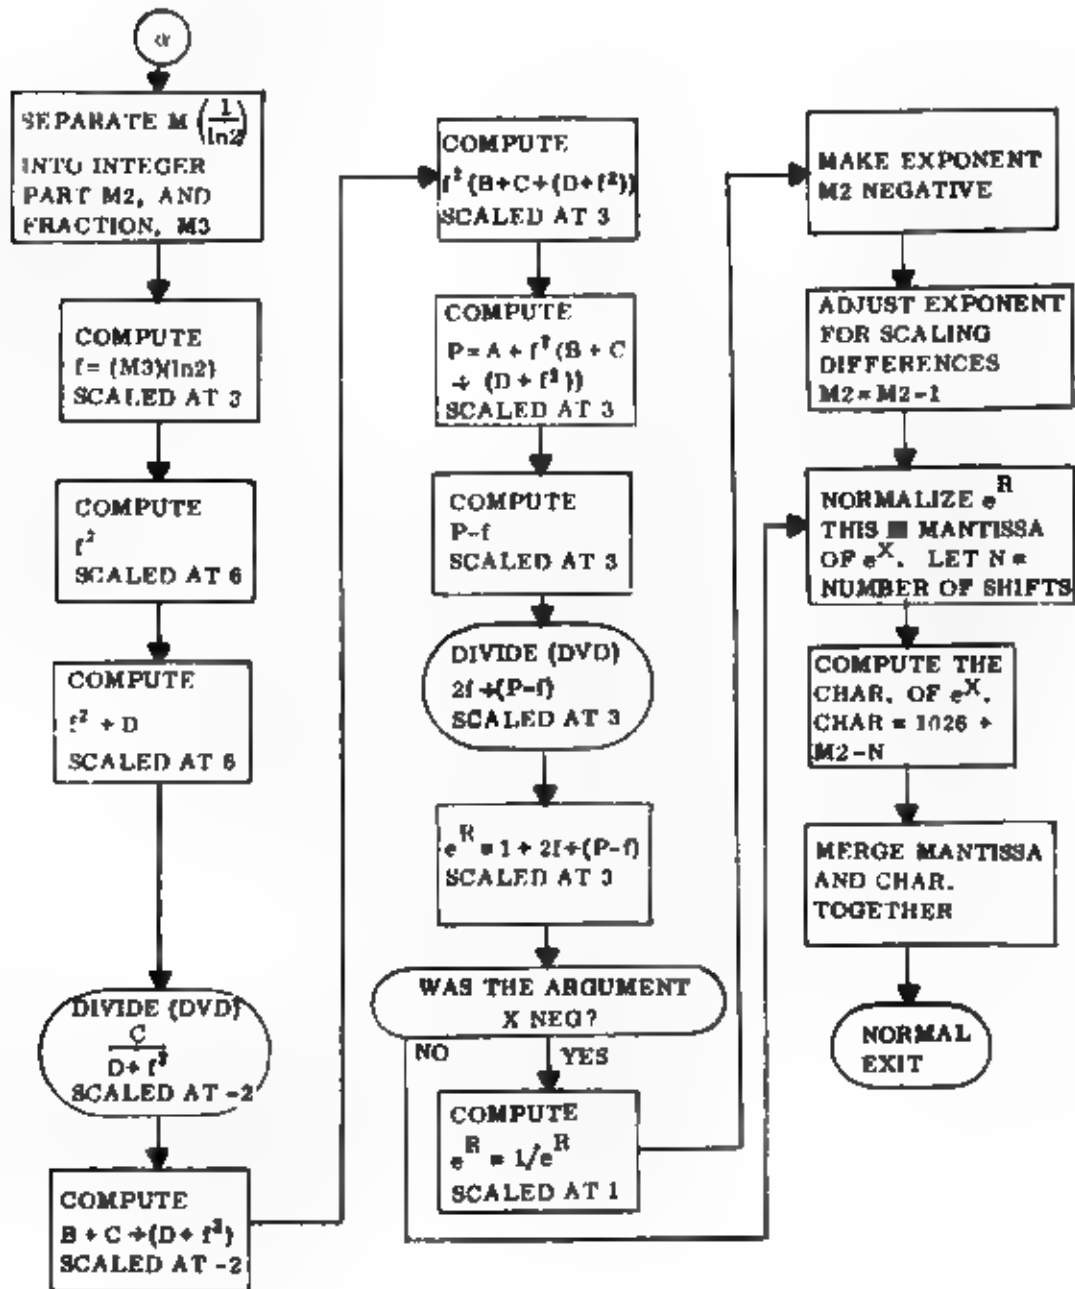 α
SEPARATE M (1/ln2)
INTO INTEGER
PART M2, AND
FRACTION, M3
COMPUTE
f = (M3)(ln2)
SCALED AT 3
COMPUTE
f²
SCALED AT 6
COMPUTE
f² + D
SCALED AT 6
DIVIDE (DVD)
C
D + f²
SCALED AT -2
COMPUTE
B + C ÷ (D + f²)
SCALED AT -2
COMPUTE
f² (B + C ÷ (D + f²))
SCALED AT 3
COMPUTE
P = A + f² (B + C
÷ (D + f²))
SCALED AT 3
COMPUTE
P-f
SCALED AT 3
DIVIDE (DVD)
2f ÷ (P-f)
SCALED AT 3
e^R = 1 + 2f ÷ (P-f)
SCALED AT 3
WAS THE ARGUMENT
X NEG?
NO
YES
COMPUTE
e^R = 1/e^R
SCALED AT 1
MAKE EXPONENT
M2 NEGATIVE
ADJUST EXPONENT
FOR SCALING
DIFFERENCES
M2 = M2-1
NORMALIZE e^R
THIS MANTISSA
OF e^X. LET N =
NUMBER OF SHIFTS
COMPUTE THE
CHAR. OF e^X.
CHAR = 1026 +
M2-N
MERGE MANTISSA
AND CHAR.
TOGETHER
NORMAL
EXIT